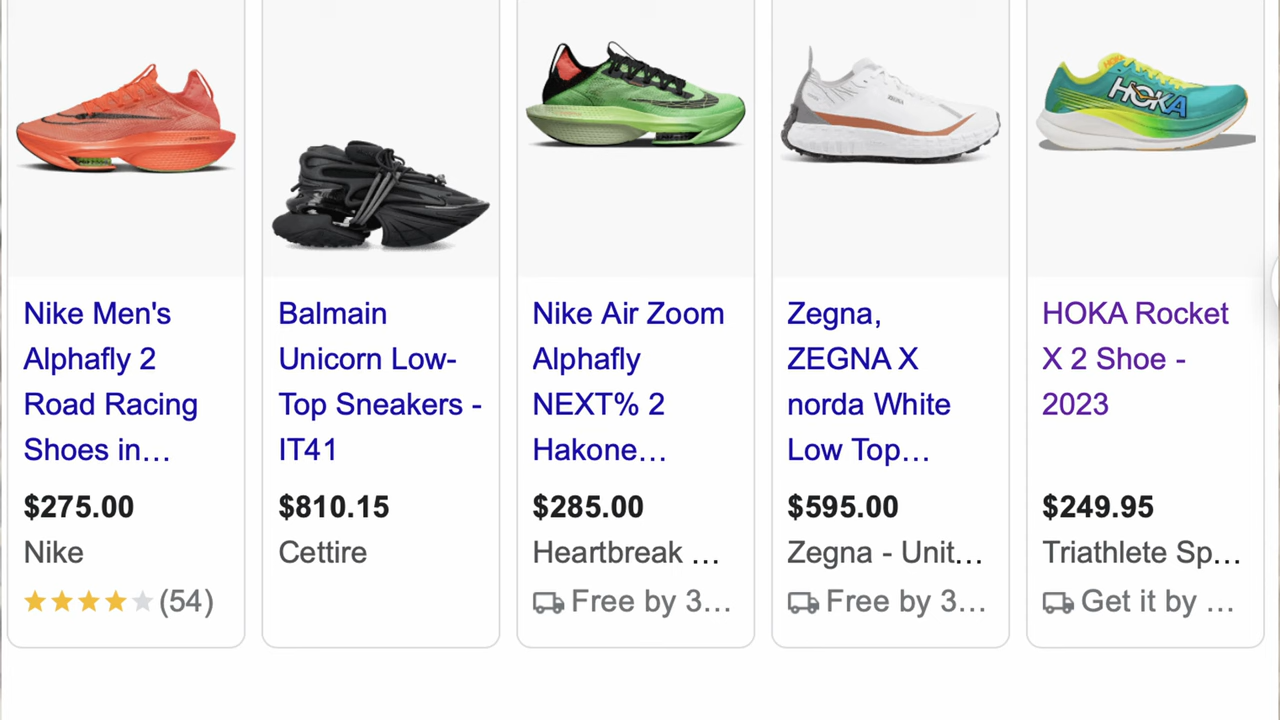 HOKA
Nike Men's
Alphafly 2
Road Racing
Shoes in...
$275.00
Nike
(54)
Balmain
Unicorn Low-
Top Sneakers -
IT41
$810.15
Cettire
Nike Air Zoom
Alphafly
NEXT% 2
Hakone...
$285.00
Heartbreak ...
Free by 3...
Zegna,
ZEGNA X
norda White
Low Top...
$595.00
Zegna - Unit...
Free by 3...
HOKA Rocket
X 2 Shoe -
2023
$249.95
Triathlete Sp...
Get it by ...